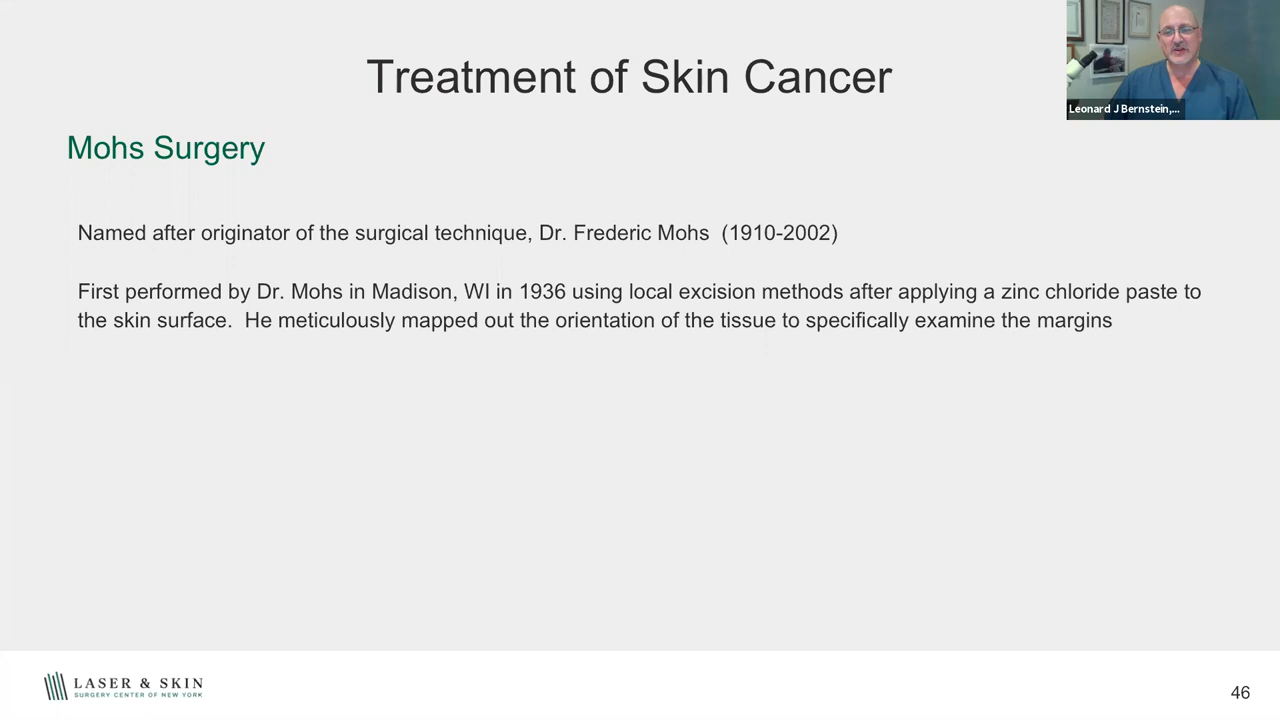 Treatment of Skin Cancer
Leonard J Bernstein,...
Mohs Surgery
Named after originator of the surgical technique, Dr. Frederic Mohs  (1910-2002)
First performed by Dr. Mohs in Madison, WI in 1936 using local excision methods after applying a zinc chloride paste to
the skin surface.  He meticulously mapped out the orientation of the tissue to specifically examine the margins
LASER & SKIN
SURGERY CENTER OF NEW YORK
46